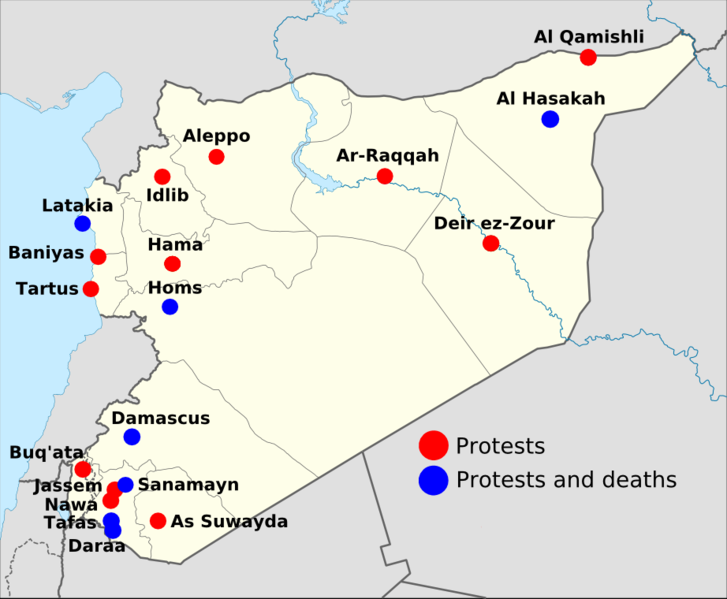 Al Qamishli
Al Hasakah
Aleppo
Ar-Raqqah
Idlib
Latakia
Deir ez-Zour
Hama
Baniyas
Homs
Tartus
Damascus
Protests
Buq'ata
Protests and deaths
Jassem
Sanamayn
Nawa
Tafas
As Suwayda
Daraa